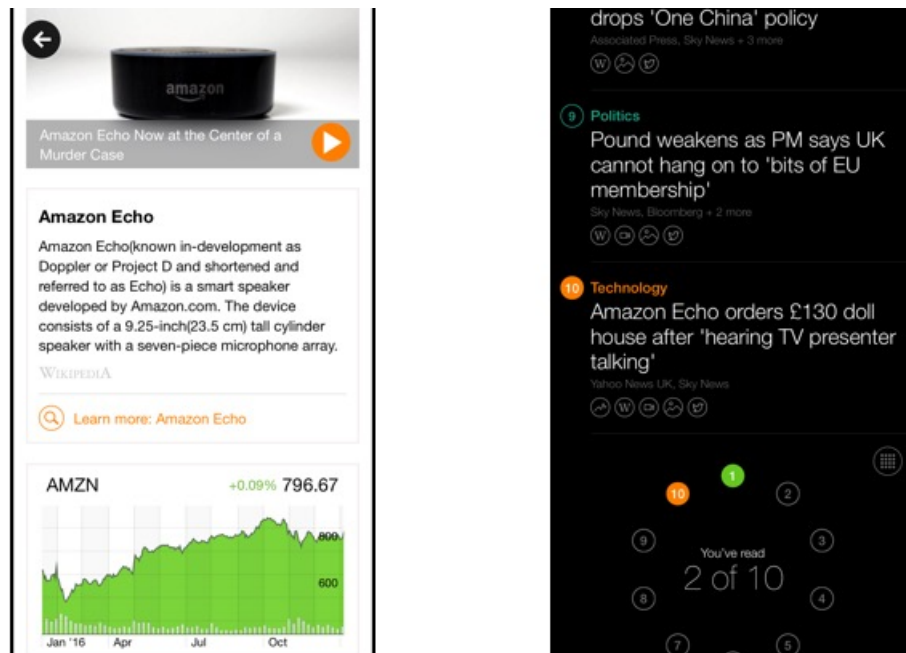 amazon
Amazon Echo Now at the Center of a
Murder Case
Amazon Echo
Amazon Echo(known in-development as
Doppler or Project D and shortened and
referred to as Echo) is a smart speaker
developed by Amazon.com. The device
consists of a 9.25-inch(23.5 cm) tall cylinder
speaker with a seven-piece microphone array.
WIKIPEDIA
Learn more: Amazon Echo
AMZN +0.09% 796.67
800
600
Jan '16 Apr Jul Oct
drops 'One China' policy
Associated Press, Sky News + 3 more
W
9 Politics
Pound weakens as PM says UK
cannot hang on to 'bits of EU
membership'
Sky News, Bloomberg + 2 more
W
10 Technology
Amazon Echo orders £130 doll
house after 'hearing TV presenter
talking'
Yahoo News UK, Sky News
W
1
10 2
9 3
You've read
2 of 10
8 4
7 5